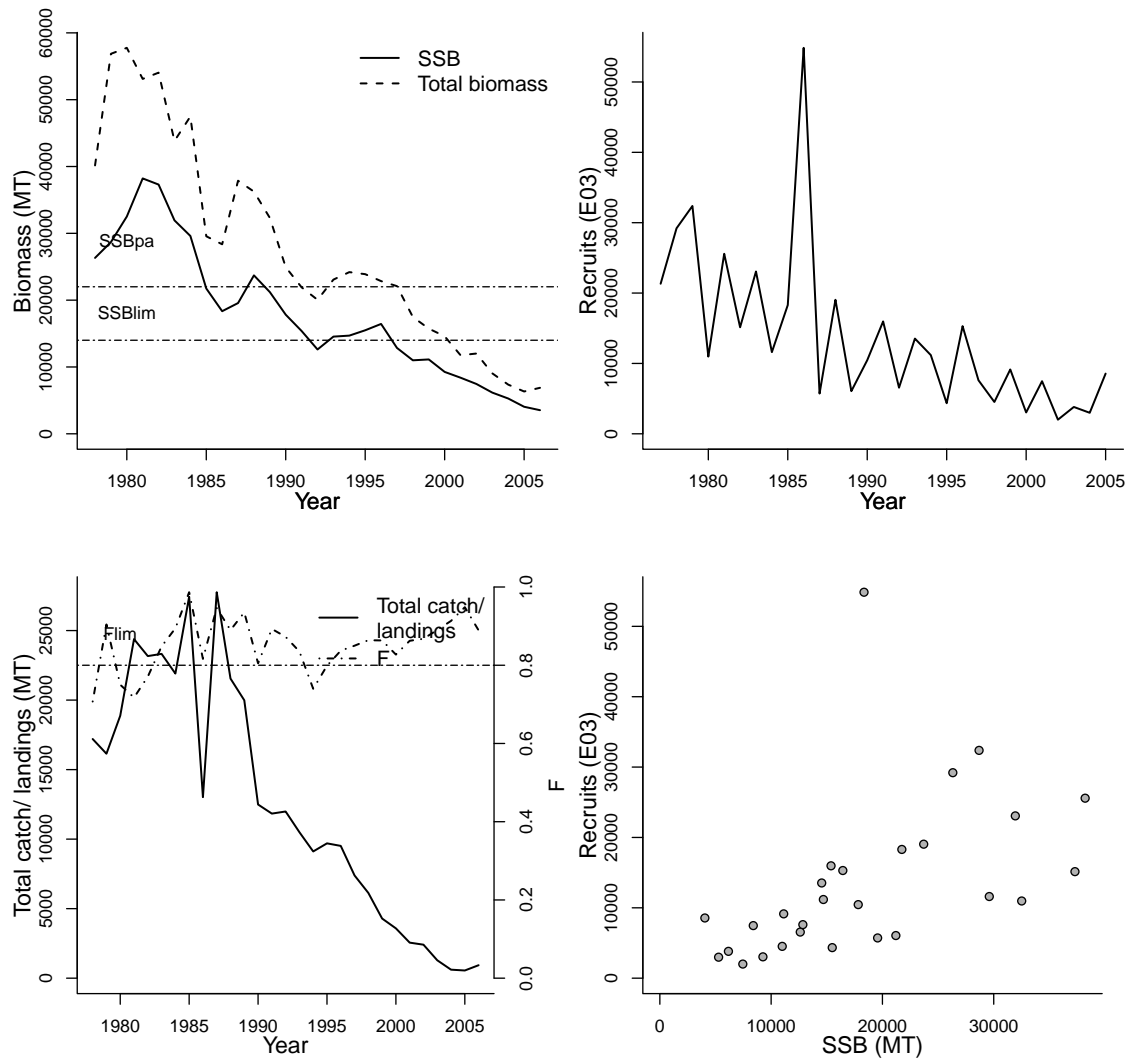 SSB
Total biomass
SSBpa
SSBlim
Biomass (MT)
60000
50000
40000
30000
20000
10000
0
1980 1985 1990 1995 2000 2005
Year
Recruits (E03)
50000
40000
30000
20000
10000
0
1980 1985 1990 1995 2000 2005
Year
Total catch/
landings
F
Flim
Total catch/ landings (MT)
25000
20000
15000
10000
5000
0
1.0
0.8
0.6
0.4
0.2
0.0
F
1980 1985 1990 1995 2000 2005
Year
Recruits (E03)
50000
40000
30000
20000
10000
0
0 10000 20000 30000
SSB (MT)